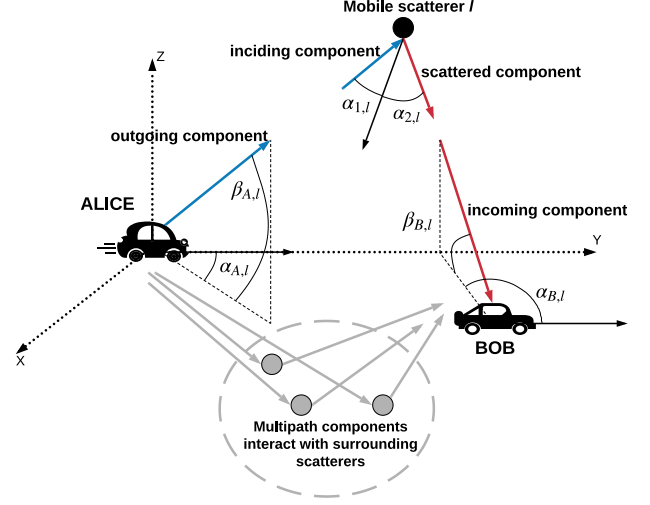 Mobile scatterer l
inciding component
scattered component
α1,l
α2,l
Z
outgoing component
βA,l
ALICE
αA,l
Y
βB,l
incoming component
αB,l
BOB
X
Multipath components
interact with surrounding
scatterers